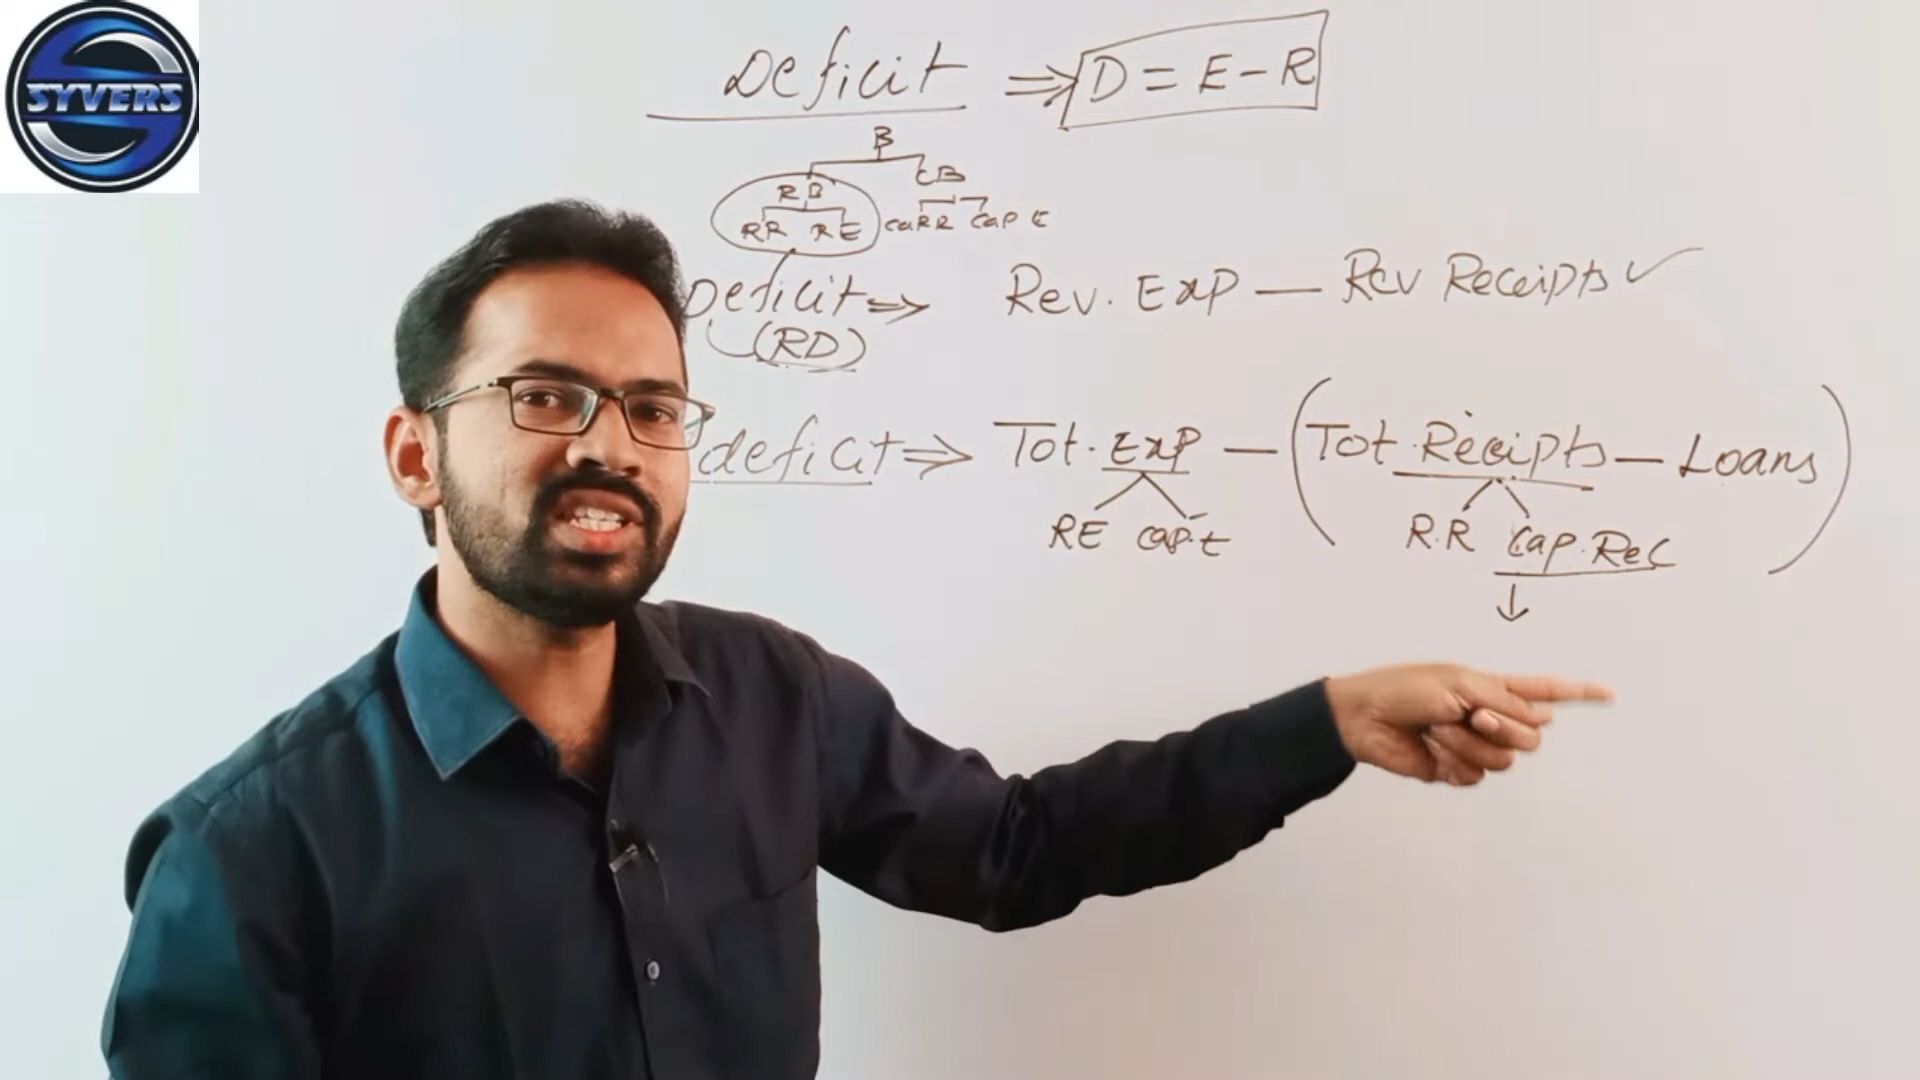 SYVERS
Deficit ⇒ D = E - R
B
RB CB
RR RE Cap E
Deficit ⇒ Rev. Exp — Rev Receipts ✓
(RD)
deficit ⇒ Tot. Exp — (Tot. Receipts — Loans)
RE cap. E R.R Cap. Rec
↓